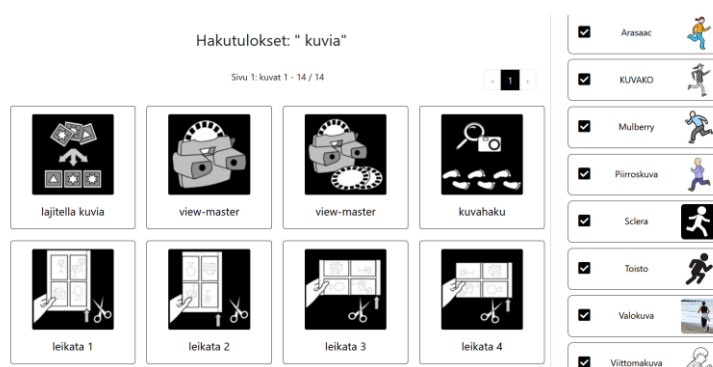 Hakutulokset: " kuvia"
Sivu 1: kuvat 1 - 14 / 14
‹ 1 ›
lajitella kuvia
view-master
view-master
kuvahaku
leikata 1
leikata 2
leikata 3
leikata 4
Arasaac
KUVAKO
Mulberry
Piirroskuva
Sclera
Toisto
Valokuva
Viittomakuva